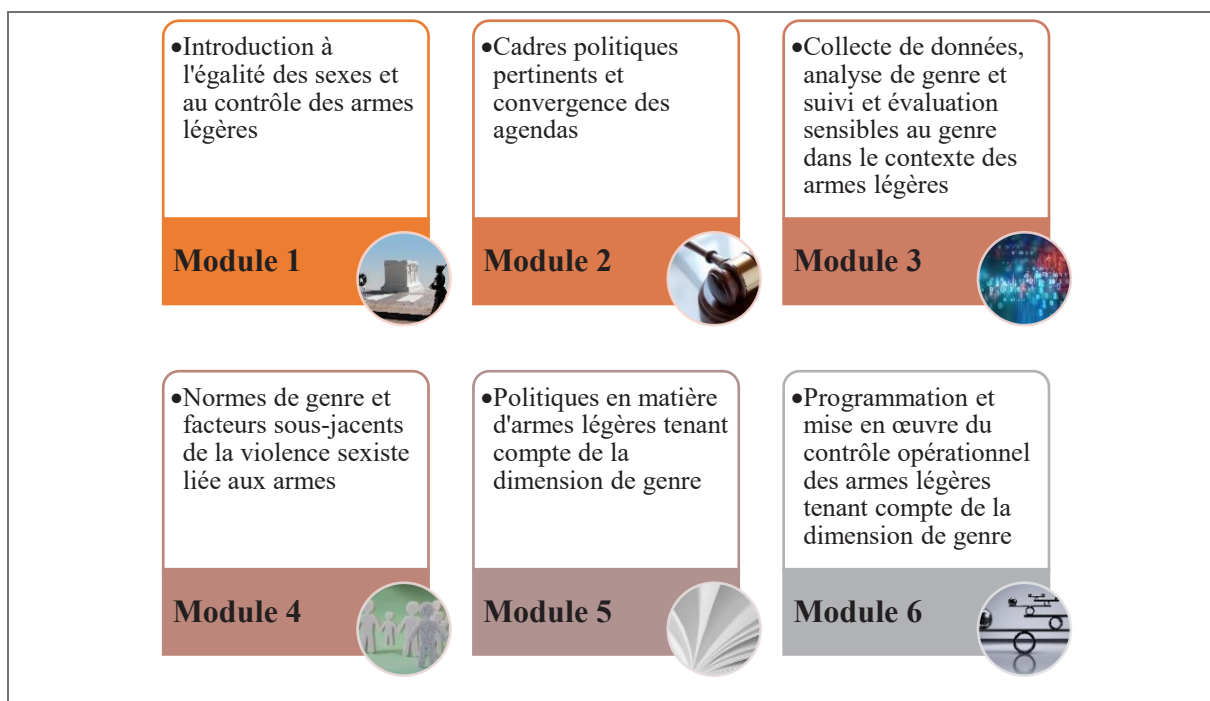 •Introduction à
l'égalité des sexes et
au contrôle des armes
légères
Module 1
•Cadres politiques
pertinents et
convergence des
agendas
Module 2
•Collecte de données,
analyse de genre et
suivi et évaluation
sensibles au genre
dans le contexte des
armes légères
Module 3
•Normes de genre et
facteurs sous-jacents
de la violence sexiste
liée aux armes
Module 4
•Politiques en matière
d'armes légères tenant
compte de la
dimension de genre
Module 5
•Programmation et
mise en œuvre du
contrôle opérationnel
des armes légères
tenant compte de la
dimension de genre
Module 6